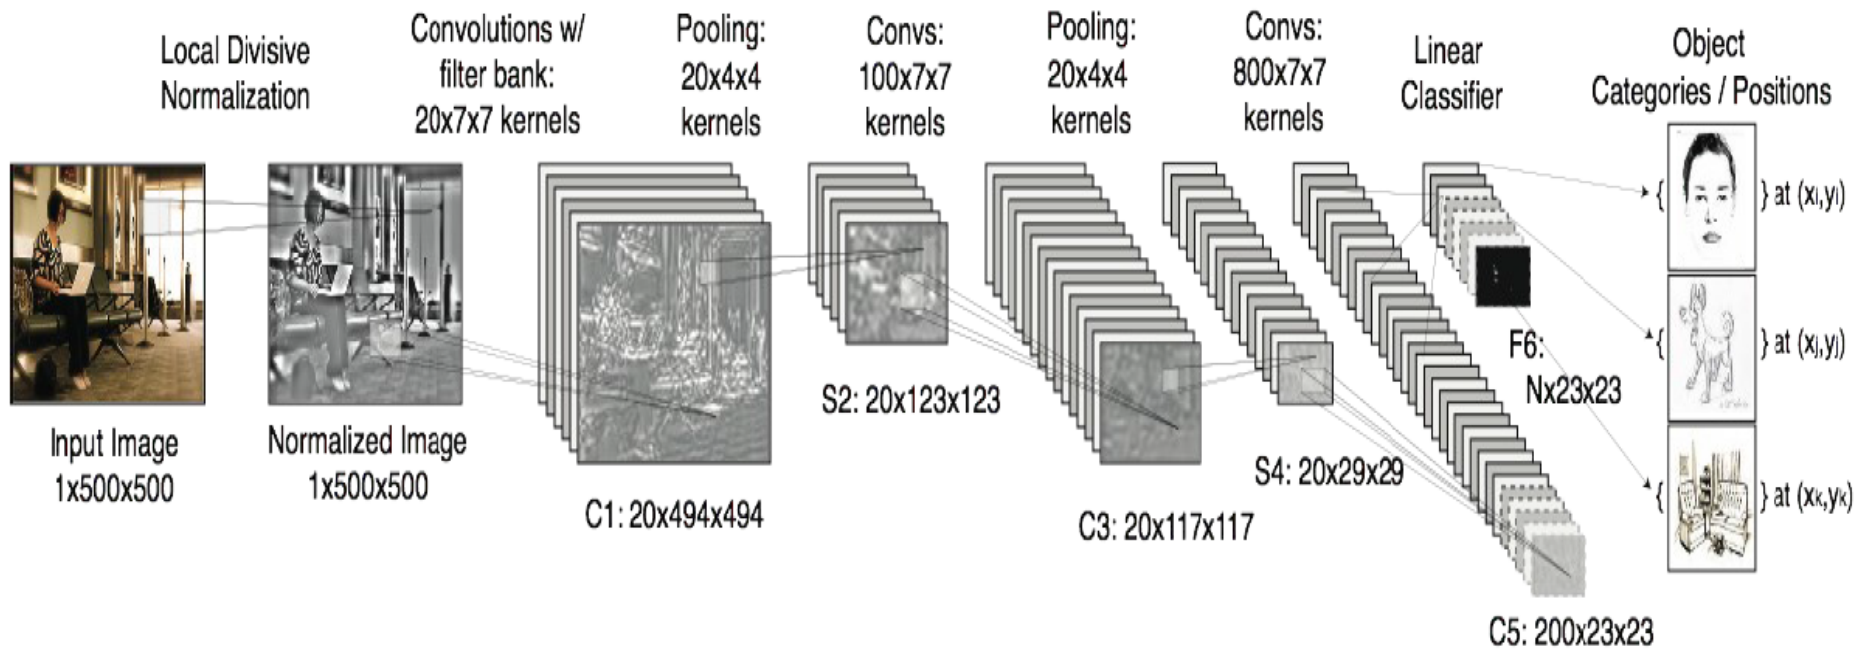 Local Divisive
Normalization
Convolutions w/
filter bank:
20x7x7 kernels
Pooling:
20x4x4
kernels
Convs:
100x7x7
kernels
Pooling:
20x4x4
kernels
Convs:
800x7x7
kernels
Linear
Classifier
Object
Categories / Positions
Input Image
1x500x500
Normalized Image
1x500x500
C1: 20x494x494
S2: 20x123x123
C3: 20x117x117
S4: 20x29x29
C5: 200x23x23
F6:
Nx23x23
{ } at (xi,yi)
{ } at (xj,yj)
{ } at (xk,yk)